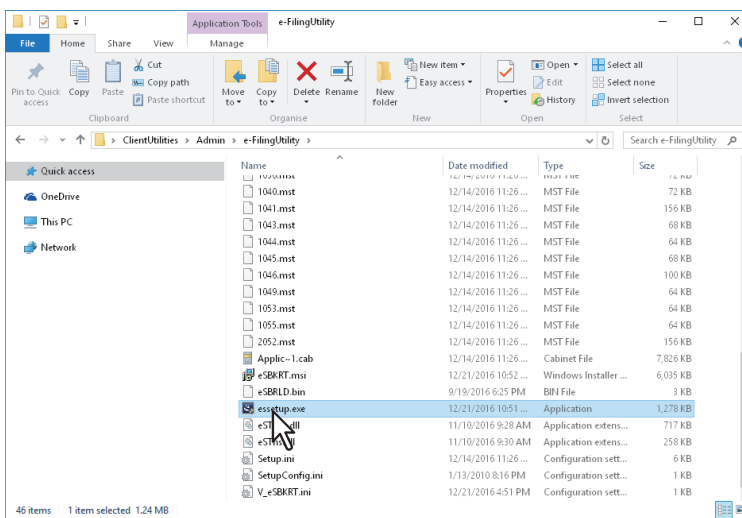 Application Tools e-FilingUtility
File Home Share View Manage
Pin to Quick access
Copy
Paste
Cut
Copy path
Paste shortcut
Move to
Copy to
Delete
Rename
New folder
New item
Easy access
Properties
Open
Edit
History
Select all
Select none
Invert selection
Clipboard Organise New Open Select
ClientUtilities > Admin > e-FilingUtility > Search e-FilingUtility
Quick access
OneDrive
This PC
Network
Name Date modified Type Size
1040.mst 12/14/2016 11:26 ... MST File 72 KB
1041.mst 12/14/2016 11:26 ... MST File 156 KB
1043.mst 12/14/2016 11:26 ... MST File 68 KB
1044.mst 12/14/2016 11:26 ... MST File 64 KB
1045.mst 12/14/2016 11:26 ... MST File 68 KB
1046.mst 12/14/2016 11:26 ... MST File 100 KB
1049.mst 12/14/2016 11:26 ... MST File 64 KB
1053.mst 12/14/2016 11:26 ... MST File 64 KB
1055.mst 12/14/2016 11:26 ... MST File 64 KB
2052.mst 12/14/2016 11:26 ... MST File 156 KB
Applic~1.cab 12/14/2016 11:26 ... Cabinet File 7,826 KB
eSBKRT.msi 12/21/2016 10:52 ... Windows Installer ... 6,035 KB
eSBRLD.bin 9/19/2016 6:25 PM BIN File 3 KB
essetup.exe 12/21/2016 10:51 ... Application 1,278 KB
11/10/2016 9:28 AM Application extens... 717 KB
11/10/2016 9:30 AM Application extens... 258 KB
Setup.ini 12/14/2016 11:26 ... Configuration sett... 6 KB
SetupConfig.ini 1/13/2010 8:16 PM Configuration sett... 1 KB
V_eSBKRT.ini 12/21/2016 4:51 PM Configuration sett... 1 KB
46 items 1 item selected 1.24 MB